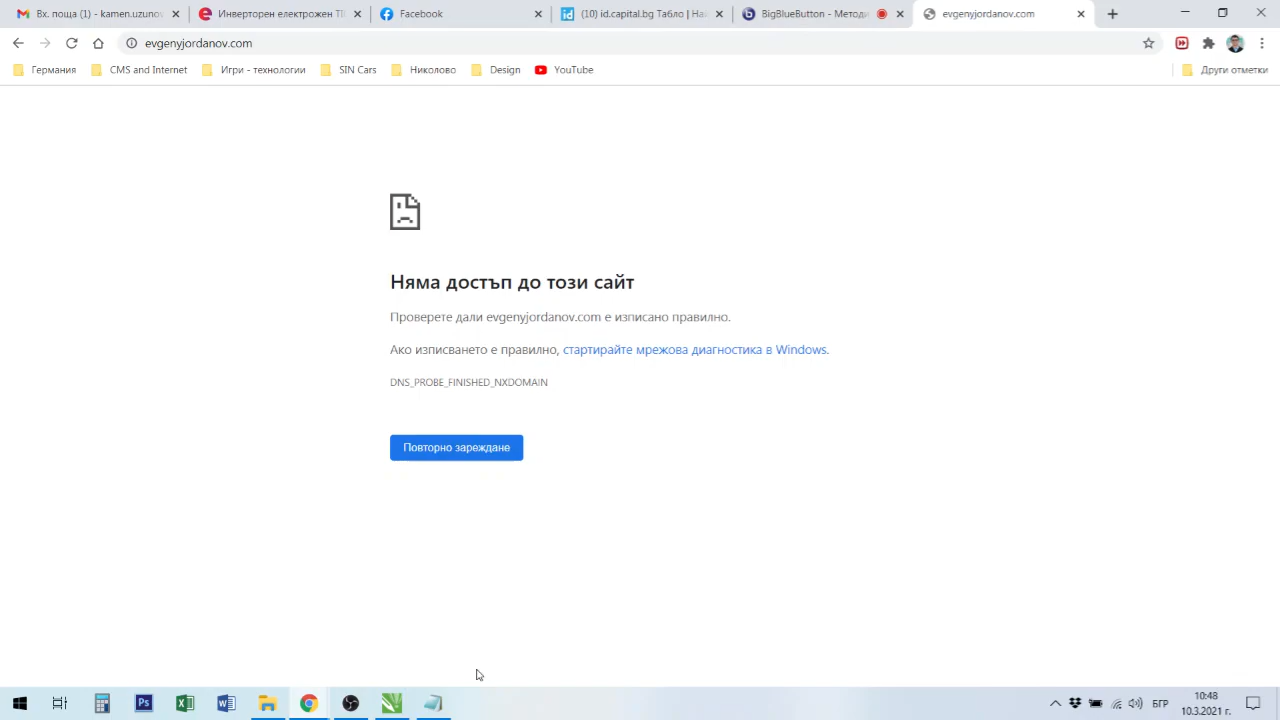 Вх. поща (1) - kamen.uzunov
Инверторен електрожен TI
Facebook
(10) id.capital.bg Табло | На
BigBlueButton - Методи
evgenyjordanov.com
evgenyjordanov.com
Германия
CMS and Internet
Игри - технологии
SIN Cars
Николово
Design
YouTube
Други отметки
Няма достъп до този сайт
Проверете дали evgenyjordanov.com е изписано правилно.
Ако изписването е правилно, стартирайте мрежова диагностика в Windows.
DNS_PROBE_FINISHED_NXDOMAIN
Повторно зареждане
Ps
БГР
10:48
10.3.2021 г.